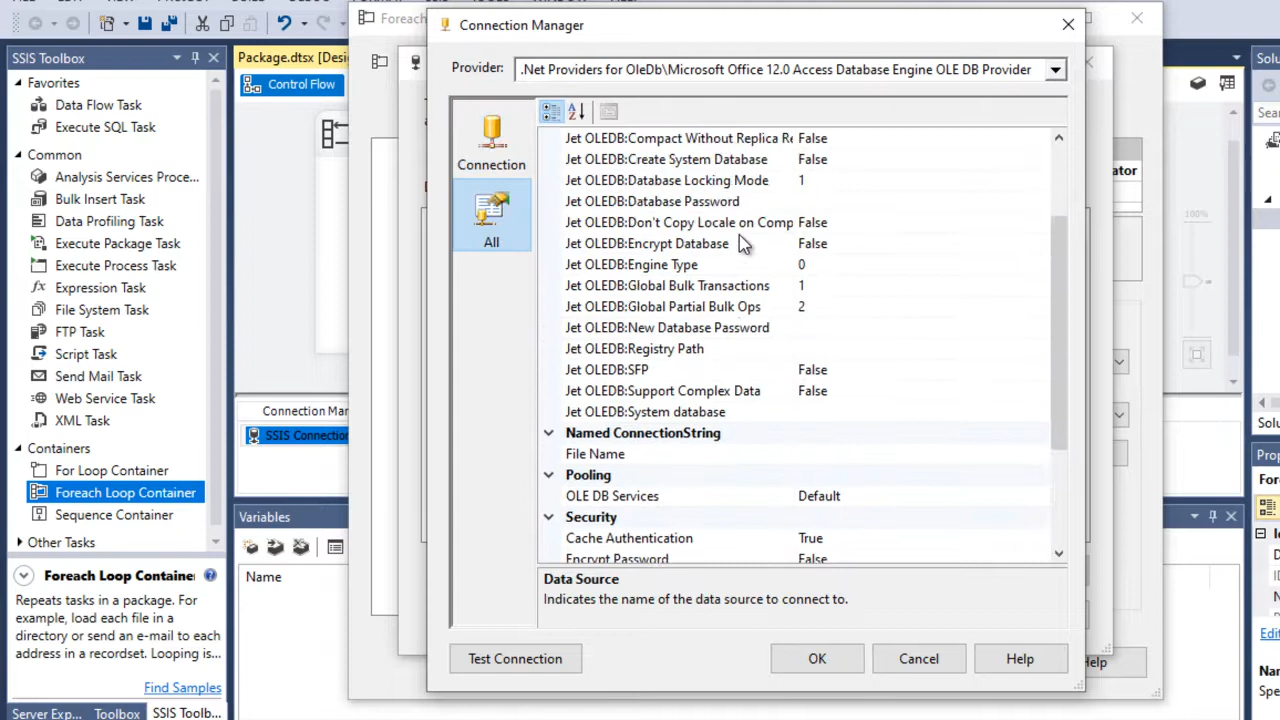 Foreach
Connection Manager
SSIS Toolbox
Package.dtsx [Desi
Control Flow
Favorites
Data Flow Task
Execute SQL Task
Common
Analysis Services Proce...
Bulk Insert Task
Data Profiling Task
Execute Package Task
Execute Process Task
Expression Task
File System Task
FTP Task
Script Task
Send Mail Task
Web Service Task
XML Task
Containers
For Loop Container
Foreach Loop Container
Sequence Container
Other Tasks
Foreach Loop Container
Repeats tasks in a package. For
example, load each file in a
directory or send an e-mail to each
address in a recordset. Looping is...
Find Samples
Server Exp...
Toolbox
SSIS Toolb...
Connection Mar
SSIS Connection
Variables
Name
Provider:
.Net Providers for OleDb\Microsoft Office 12.0 Access Database Engine OLE DB Provider
Connection
All
Jet OLEDB:Compact Without Replica Re False
Jet OLEDB:Create System Database False
Jet OLEDB:Database Locking Mode 1
Jet OLEDB:Database Password
Jet OLEDB:Don't Copy Locale on Comp False
Jet OLEDB:Encrypt Database False
Jet OLEDB:Engine Type 0
Jet OLEDB:Global Bulk Transactions 1
Jet OLEDB:Global Partial Bulk Ops 2
Jet OLEDB:New Database Password
Jet OLEDB:Registry Path
Jet OLEDB:SFP False
Jet OLEDB:Support Complex Data False
Jet OLEDB:System database
Named ConnectionString
File Name
Pooling
OLE DB Services Default
Security
Cache Authentication True
Encrypt Password False
Data Source
Indicates the name of the data source to connect to.
Test Connection
OK
Cancel
Help
Help
ator
100%
Solu
Sear
Solu
Prop
Fore
Edit
Nam
Spe